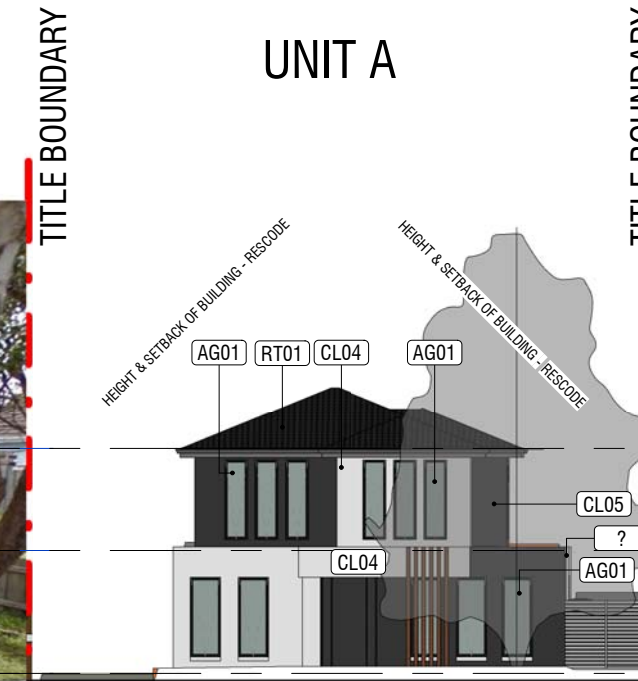 UNIT A
TITLE BOUNDARY
TITLE BOUNDARY
HEIGHT & SETBACK OF BUILDING - RESCODE
HEIGHT & SETBACK OF BUILDING - RESCODE
AG01
RT01
CL04
AG01
CL05
?
CL04
AG01